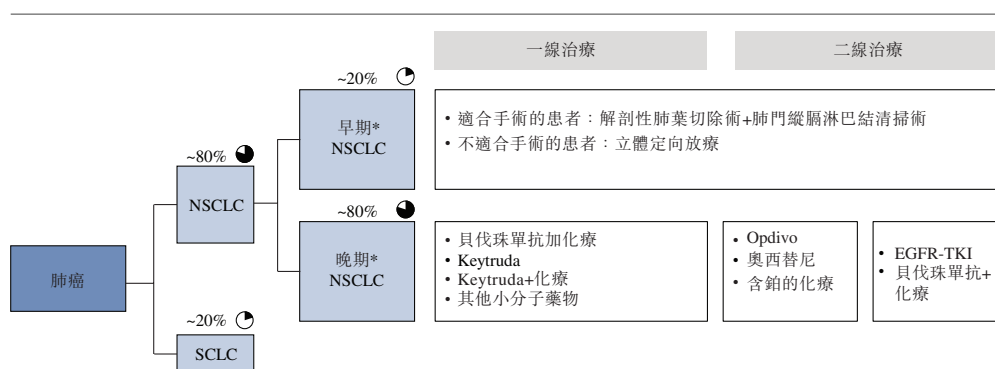 一線治療
二線治療
~20%
早期*
NSCLC
• 適合手術的患者：解剖性肺葉切除術+肺門縱膈淋巴結清掃術
• 不適合手術的患者：立體定向放療
~80%
NSCLC
~80%
晚期*
NSCLC
• 貝伐珠單抗加化療
• Keytruda
• Keytruda+化療
• 其他小分子藥物
• Opdivo
• 奧西替尼
• 含鉑的化療
• EGFR-TKI
• 貝伐珠單抗+
化療
肺癌
~20%
SCLC